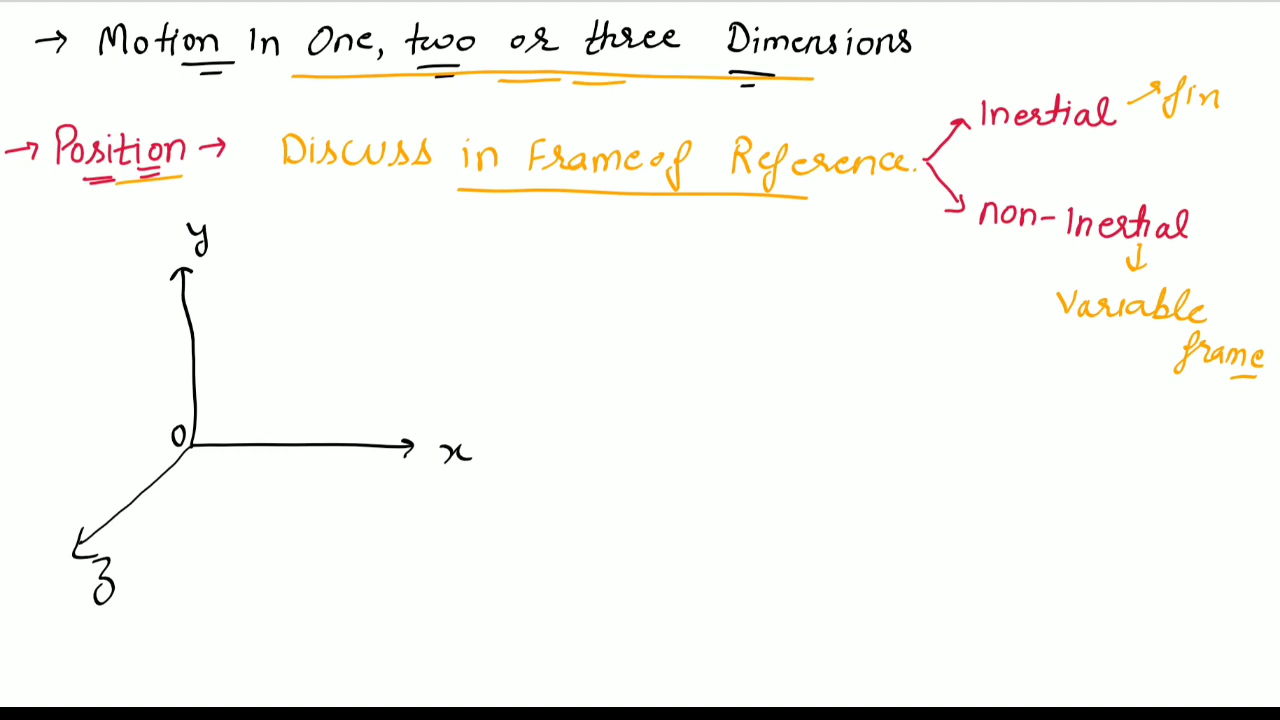 → Motion In One, two or three Dimensions
→ Position → Discuss in Frame of Reference.
Inertial → fin
non-Inertial
↓
Variable
frame
y
0
x
z